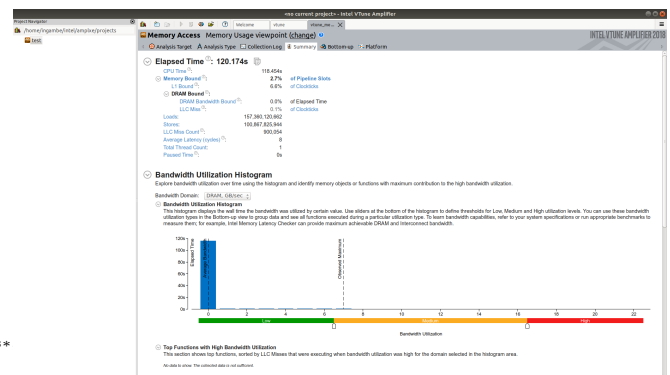 <no current project> - Intel VTune Amplifier
Project Navigator
/home/lngambe/intel/amplxe/projects
test
Welcome
vtune
vtune_me...
Memory Access Memory Usage viewpoint (change)
INTEL VTUNE AMPLIFIER 2018
Analysis Target Analysis Type Collection Log Summary Bottom-up Platform
Elapsed Time: 120.174s
CPU Time: 118.454s
Memory Bound: 2.7% of Pipeline Slots
L1 Bound: 6.6% of Clockticks
DRAM Bound:
DRAM Bandwidth Bound: 0.0% of Elapsed Time
LLC Miss: 0.1% of Clockticks
Loads: 157,360,120,662
Stores: 100,867,825,944
LLC Miss Count: 900,054
Average Latency (cycles): 8
Total Thread Count: 1
Paused Time: 0s
Bandwidth Utilization Histogram
Explore bandwidth utilization over time using the histogram and identify memory objects or functions with maximum contribution to the high bandwidth utilization.
Bandwidth Domain: DRAM, GB/sec
Bandwidth Utilization Histogram
This histogram displays the wall time the bandwidth was utilized by certain value. Use sliders at the bottom of the histogram to define thresholds for Low, Medium and High utilization levels. You can use these bandwidth
utilization types in the Bottom-up view to group data and see all functions executed during a particular utilization type. To learn bandwidth capabilities, refer to your system specifications or run appropriate benchmarks to
measure them; for example, Intel Memory Latency Checker can provide maximum achievable DRAM and Interconnect bandwidth.
Elapsed Time
120s
100s
80s
60s
40s
20s
0s
Observed Maximum
0 2 4 6 8 10 12 14 16 18 20 22
Low Medium High
Bandwidth Utilization
Top Functions with High Bandwidth Utilization
This section shows top functions, sorted by LLC Misses that were executing when bandwidth utilization was high for the domain selected in the histogram area.
No data to show. The collected data is not sufficient.